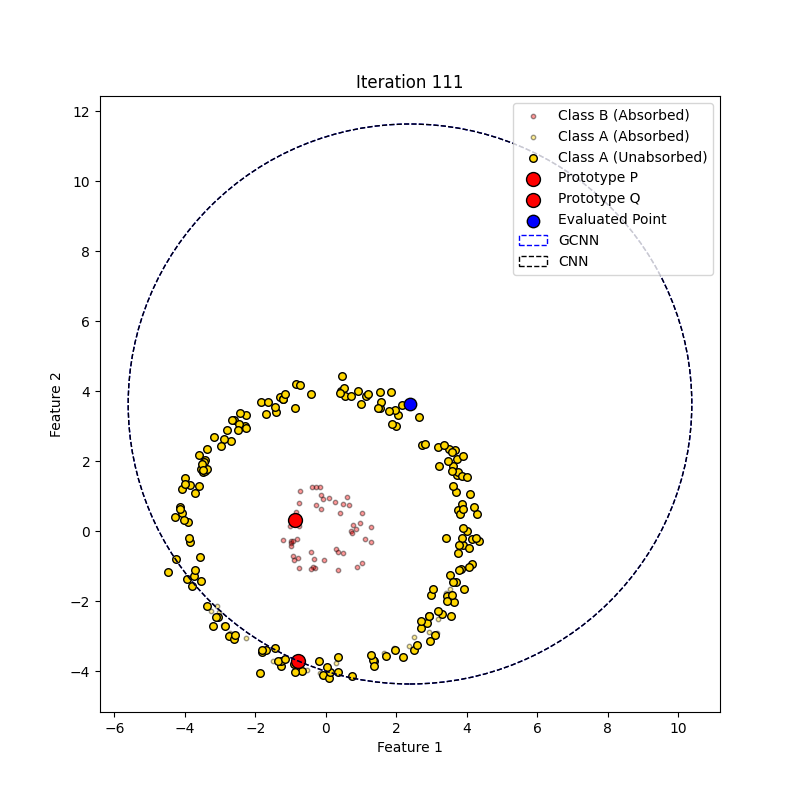 Iteration 111
Class B (Absorbed)
Class A (Absorbed)
Class A (Unabsorbed)
Prototype P
Prototype Q
Evaluated Point
GCNN
CNN
12
10
8
6
4
2
0
−2
−4
Feature 2
−6
−4
−2
0
2
4
6
8
10
Feature 1